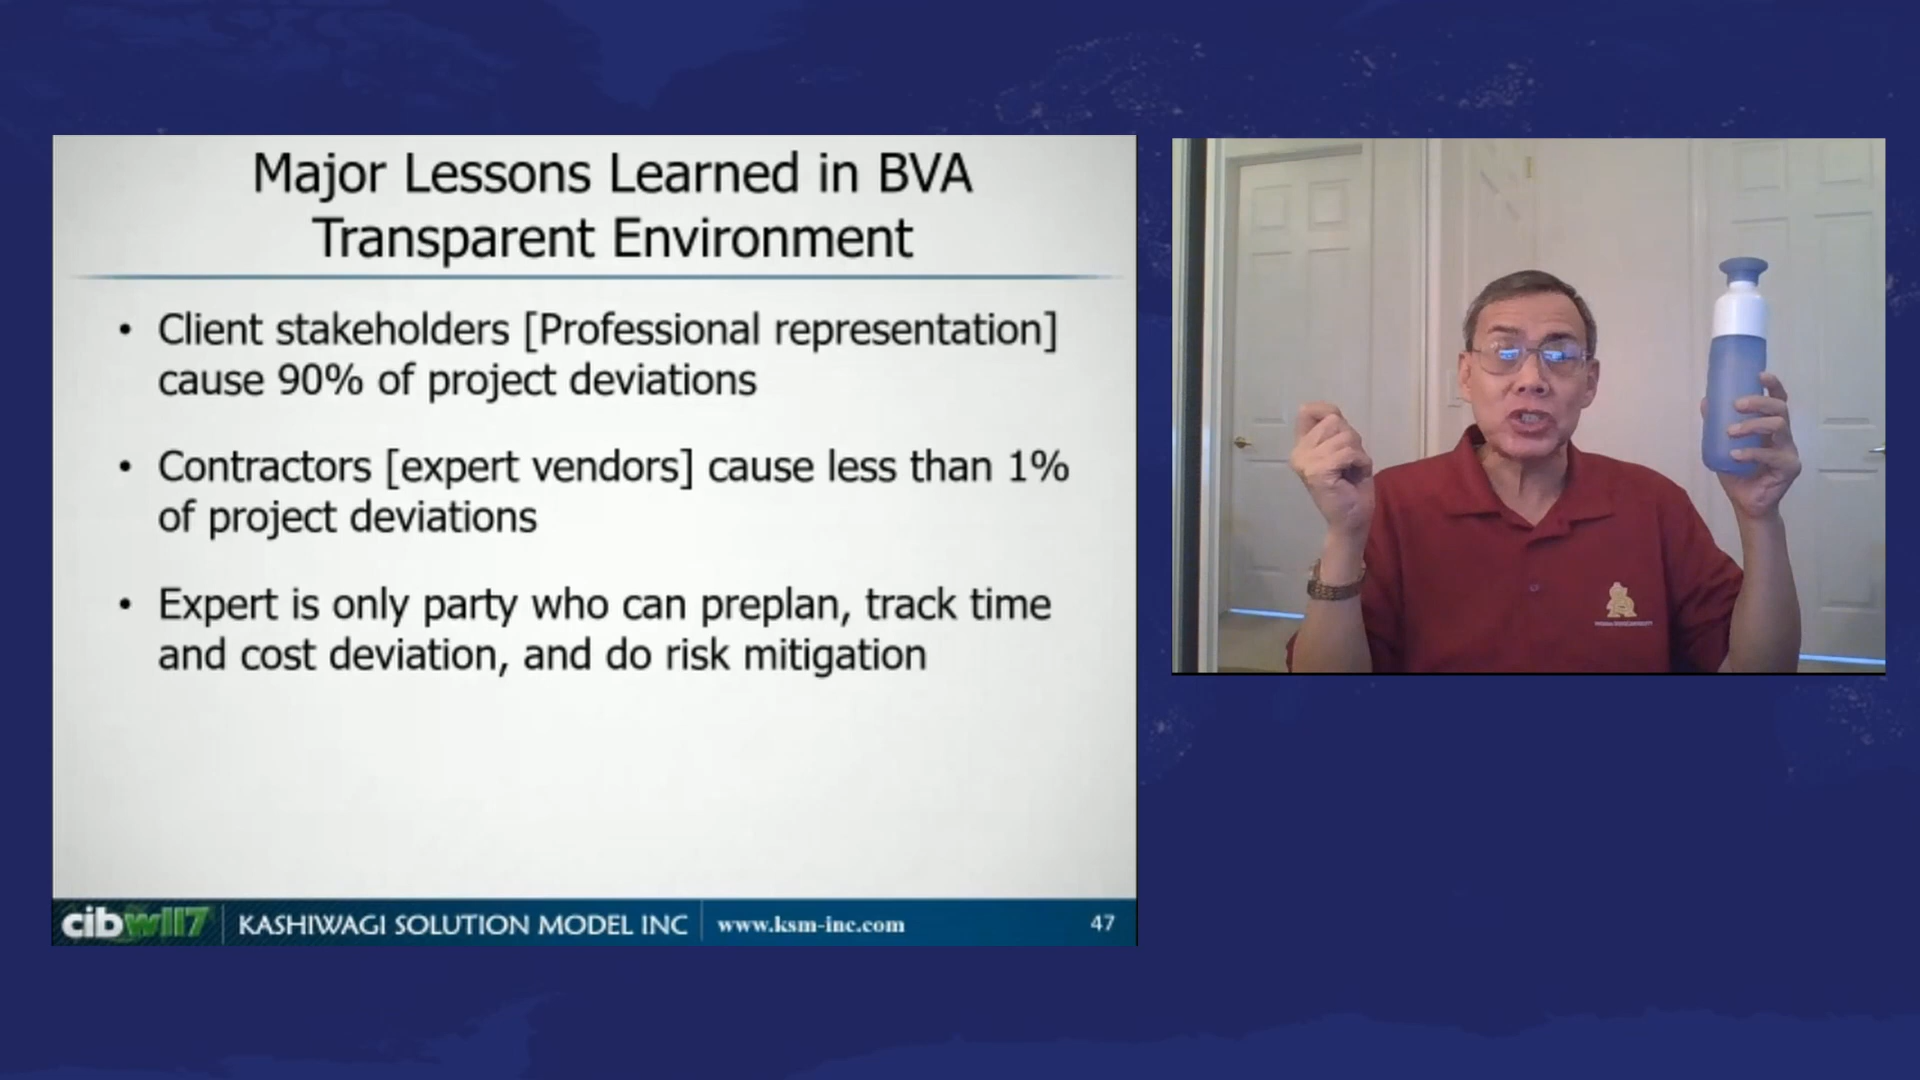 Major Lessons Learned in BVA
Transparent Environment
• Client stakeholders [Professional representation]
cause 90% of project deviations
• Contractors [expert vendors] cause less than 1%
of project deviations
• Expert is only party who can preplan, track time
and cost deviation, and do risk mitigation
cibw117 KASHIWAGI SOLUTION MODEL INC www.ksm-inc.com 47